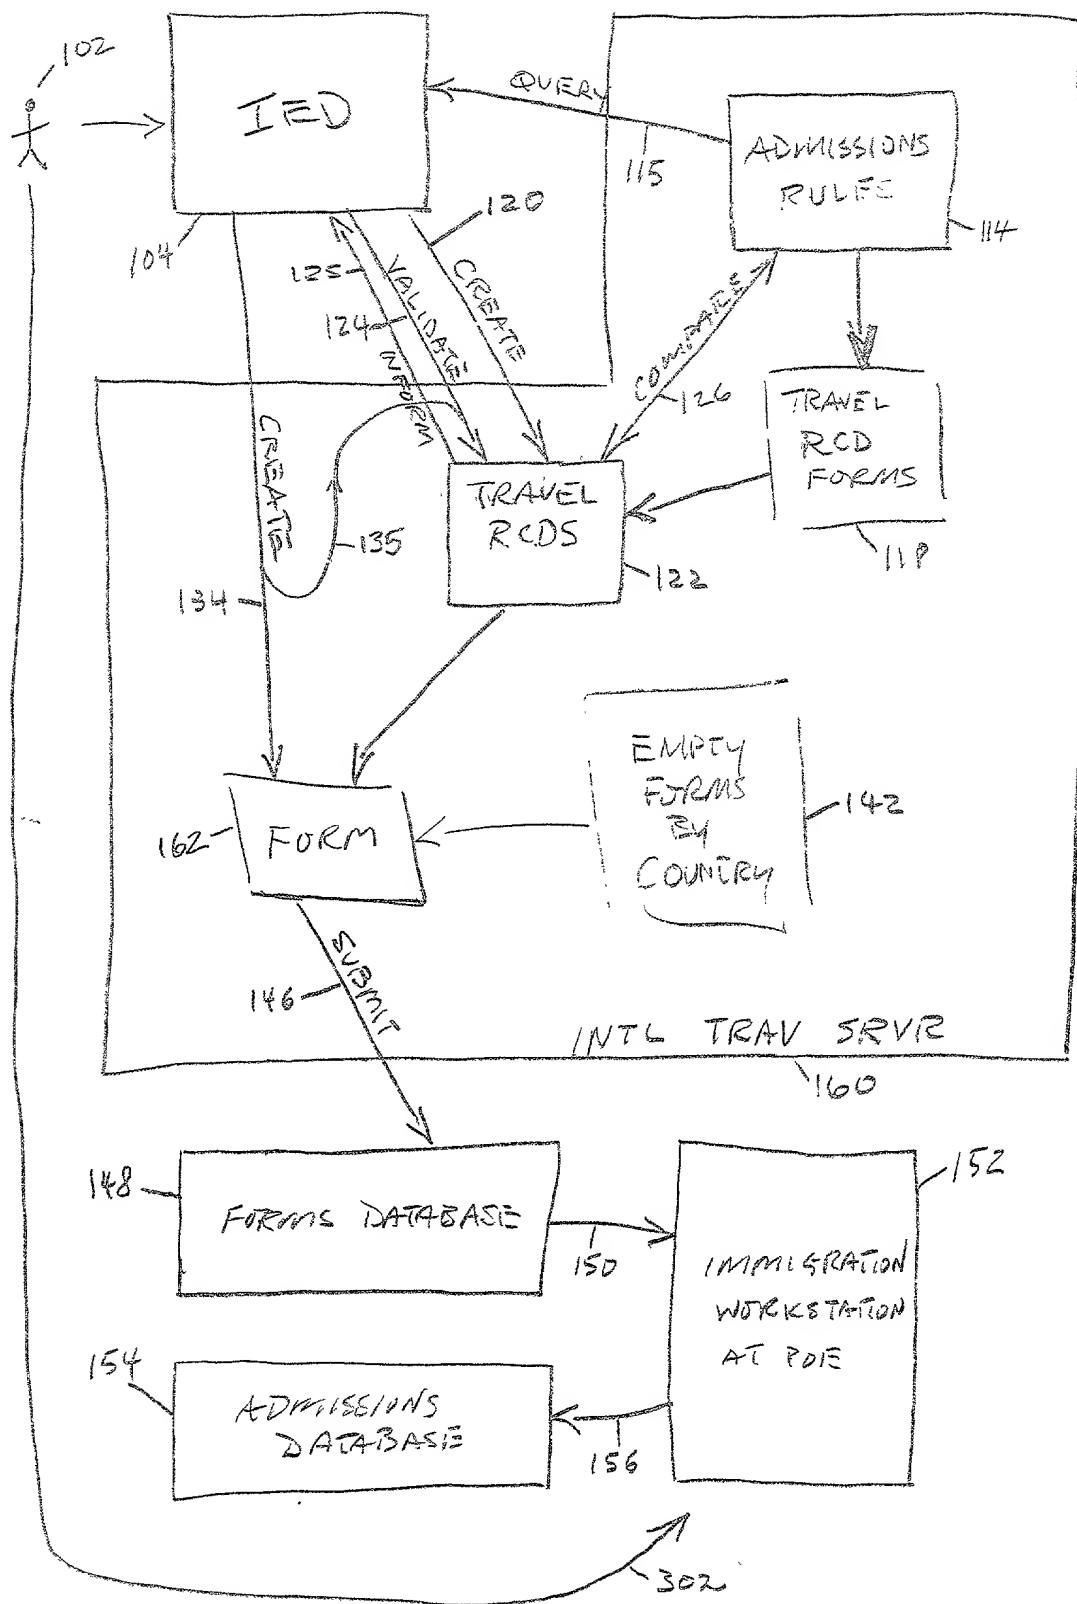 102
IED
QUERY
115
ADMISSIONS
RULES
114
104
125
124
120
VALIDATE
INFORM
CREATE
COMPARE
126
TRAVEL
RCD
FORMS
118
CREATE
135
134
TRAVEL
RCDS
122
162
FORM
EMPTY
FORMS
BY
COUNTRY
142
146
SUBMIT
INTL TRAV SRVR
160
148
FORMS DATABASE
150
152
IMMIGRATION
WORKSTATION
AT POE
154
ADMISSIONS
DATABASE
156
302